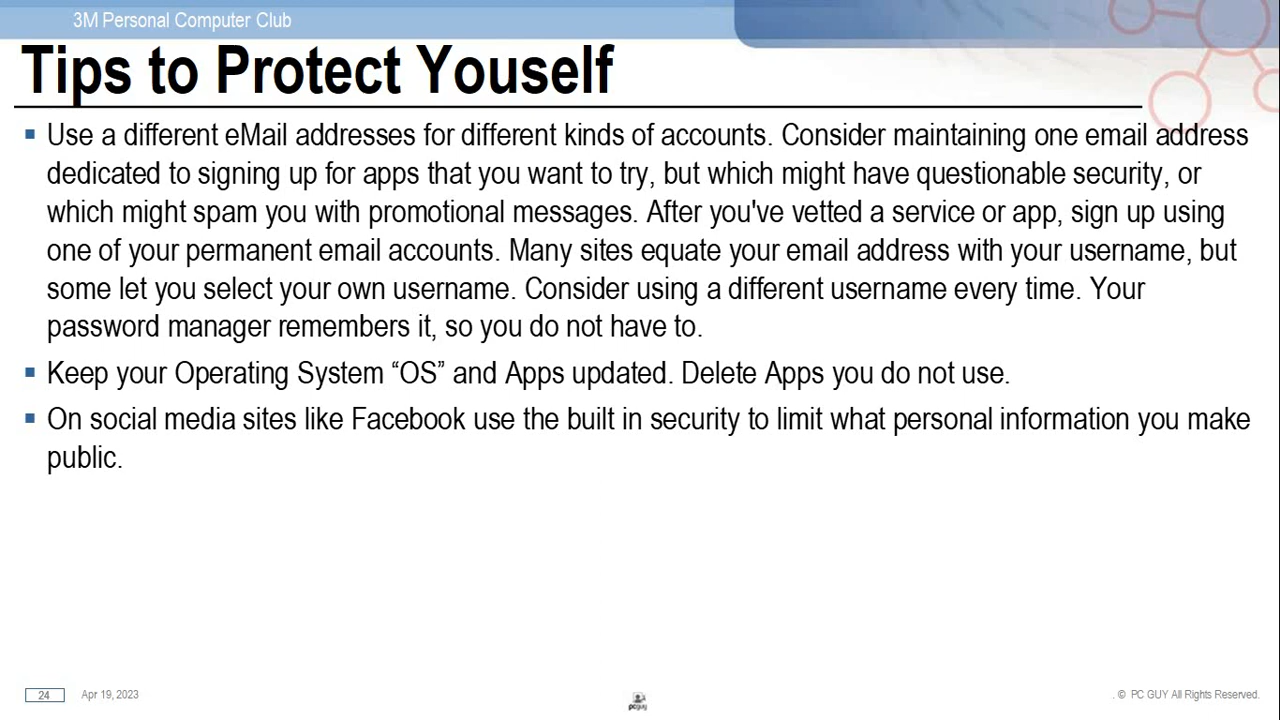 3M Personal Computer Club
Tips to Protect Youself
▪ Use a different eMail addresses for different kinds of accounts. Consider maintaining one email address
dedicated to signing up for apps that you want to try, but which might have questionable security, or
which might spam you with promotional messages. After you've vetted a service or app, sign up using
one of your permanent email accounts. Many sites equate your email address with your username, but
some let you select your own username. Consider using a different username every time. Your
password manager remembers it, so you do not have to.
▪ Keep your Operating System “OS” and Apps updated. Delete Apps you do not use.
▪ On social media sites like Facebook use the built in security to limit what personal information you make
public.
24 Apr 19, 2023
pcguy
. © PC GUY All Rights Reserved.